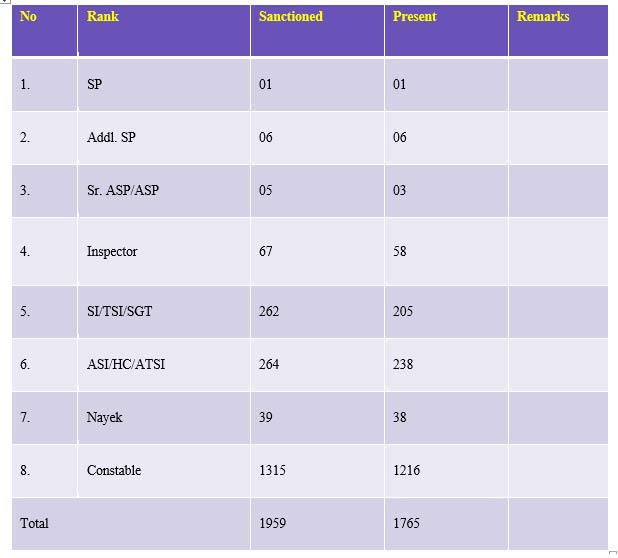 No Rank Sanctioned Present Remarks
1. SP 01 01
2. Addl. SP 06 06
3. Sr. ASP/ASP 05 03
4. Inspector 67 58
5. SI/TSI/SGT 262 205
6. ASI/HC/ATSI 264 238
7. Nayek 39 38
8. Constable 1315 1216
Total 1959 1765